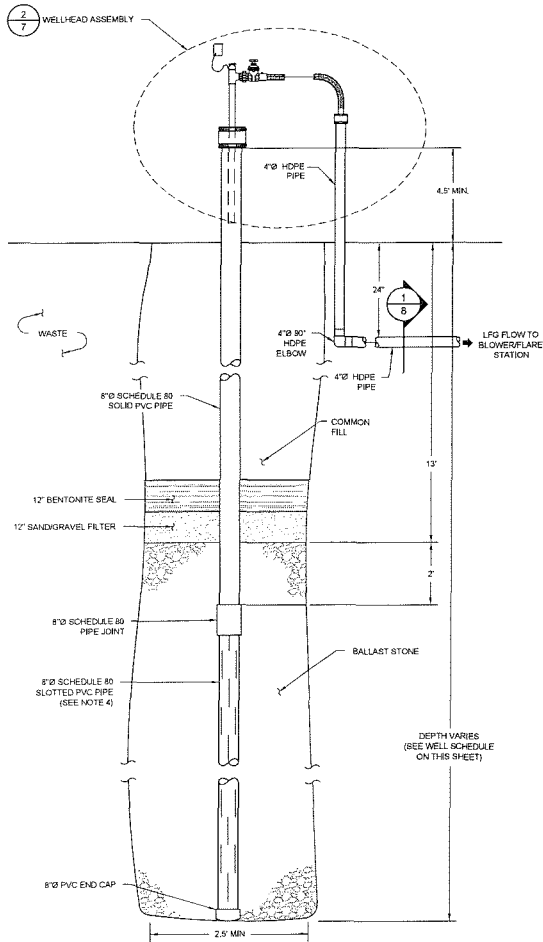 2
7
WELLHEAD ASSEMBLY
4"Ø HDPE
PIPE
4.5' MIN.
24"
1
8
WASTE
4"Ø 90°
HDPE
ELBOW
LFG FLOW TO
BLOWER/FLARE
STATION
4"Ø HDPE
PIPE
8"Ø SCHEDULE 80
SOLID PVC PIPE
COMMON
FILL
13'
12" BENTONITE SEAL
12" SAND/GRAVEL FILTER
2'
8"Ø SCHEDULE 80
PIPE JOINT
BALLAST STONE
8"Ø SCHEDULE 80
SLOTTED PVC PIPE
(SEE NOTE 4)
DEPTH VARIES
(SEE WELL SCHEDULE
ON THIS SHEET)
8"Ø PVC END CAP
2.5' MIN